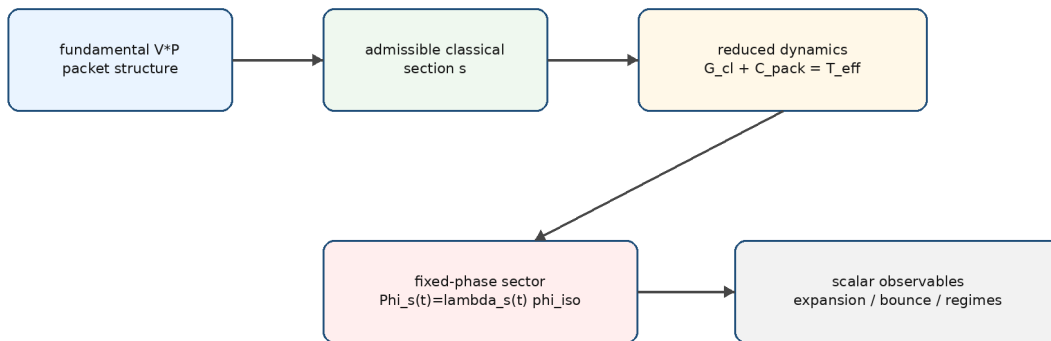 fundamental V*P
packet structure
admissible classical
section s
reduced dynamics
G_cl + C_pack = T_eff
fixed-phase sector
Phi_s(t)=lambda_s(t) phi_iso
scalar observables
expansion / bounce / regimes